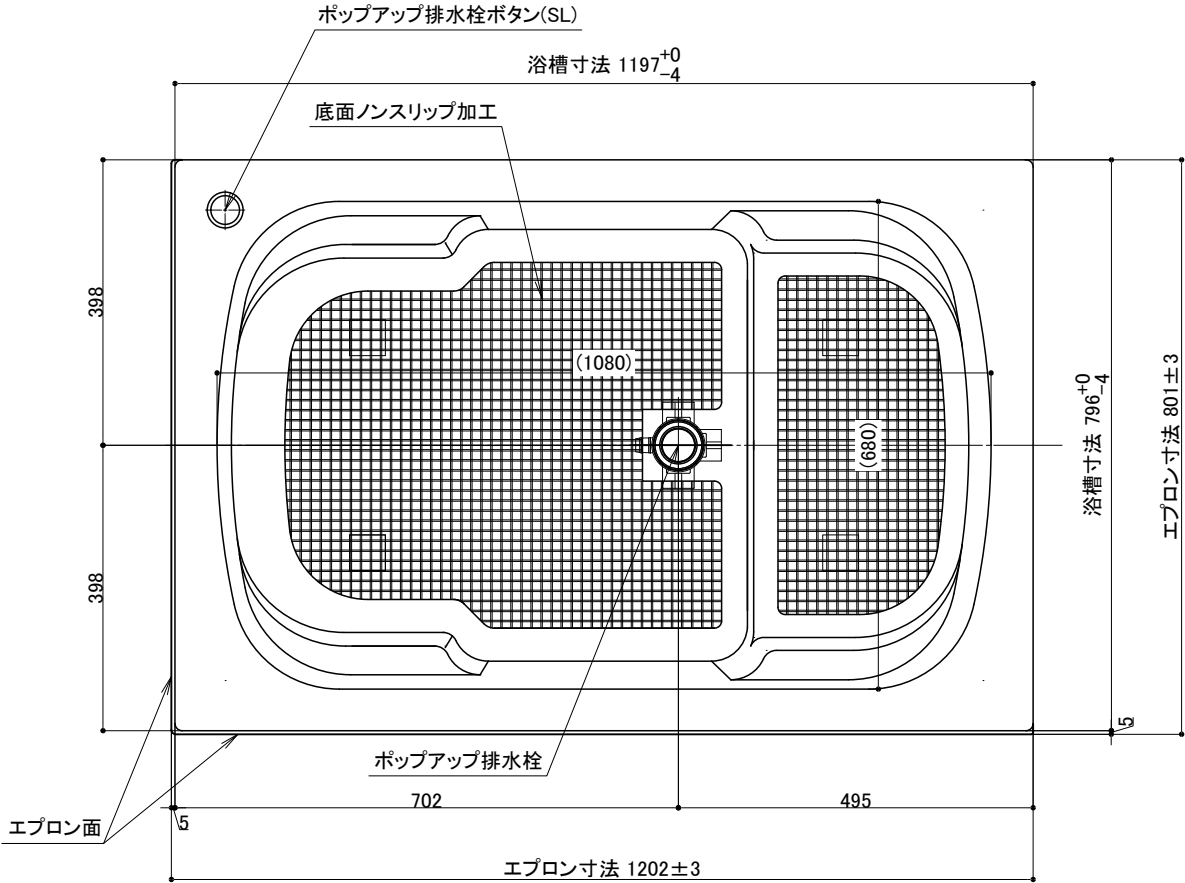 ポップアップ排水栓ボタン(SL)
浴槽寸法 1197 +0 -4
底面ノンスリップ加工
398
(1080)
(680)
浴槽寸法 796 +0 -4
エプロン寸法 801±3
398
5
ポップアップ排水栓
702
495
5
エプロン面
エプロン寸法 1202±3